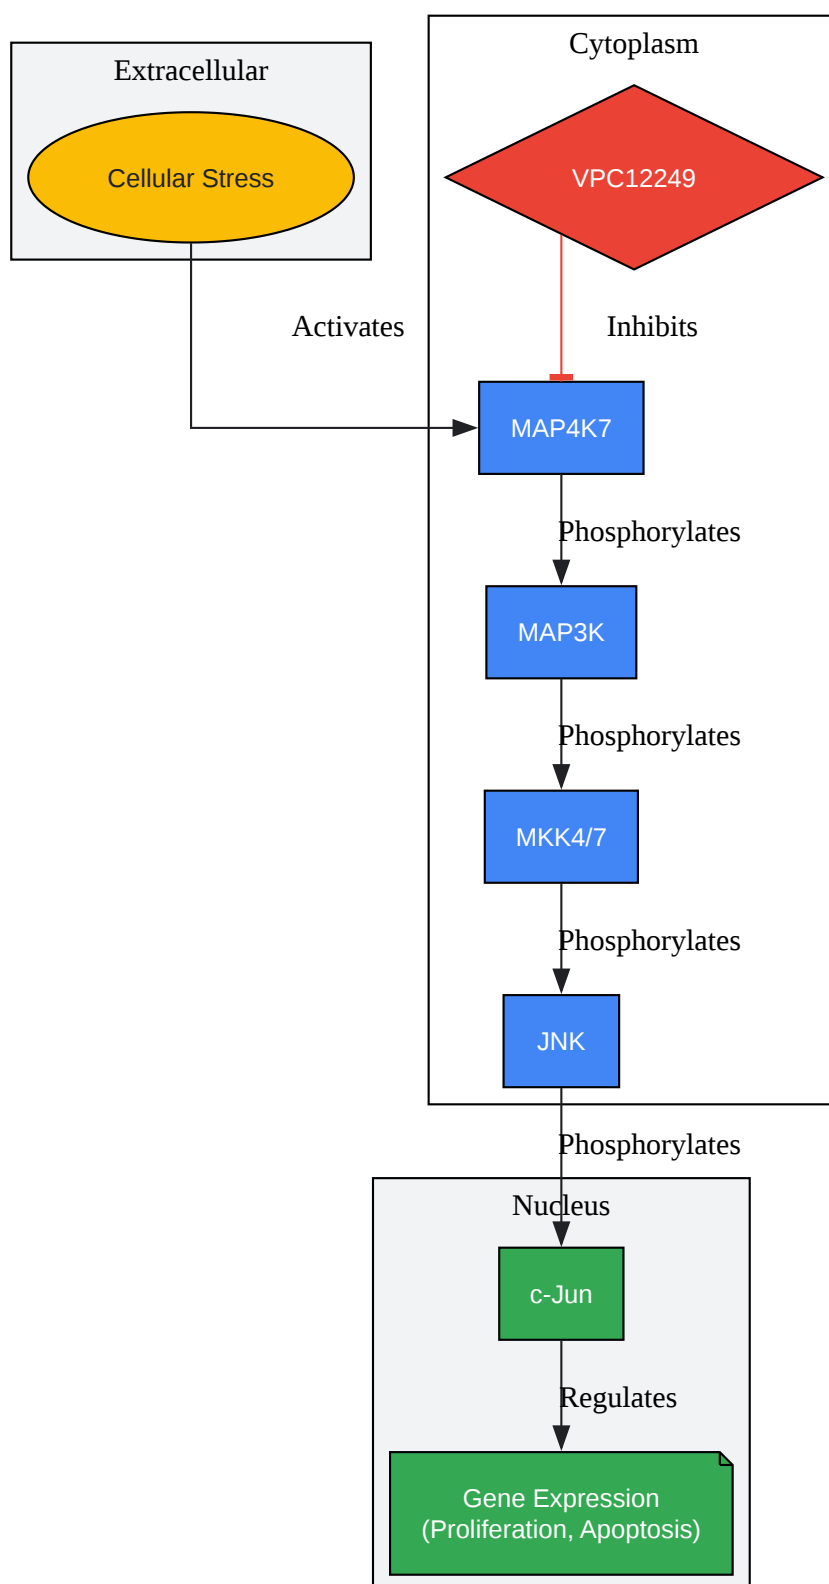 Extracellular
Cellular Stress
Cytoplasm
VPC12249
Activates
Inhibits
MAP4K7
Phosphorylates
MAP3K
Phosphorylates
MKK4/7
Phosphorylates
JNK
Phosphorylates
Nucleus
c-Jun
Regulates
Gene Expression
(Proliferation, Apoptosis)